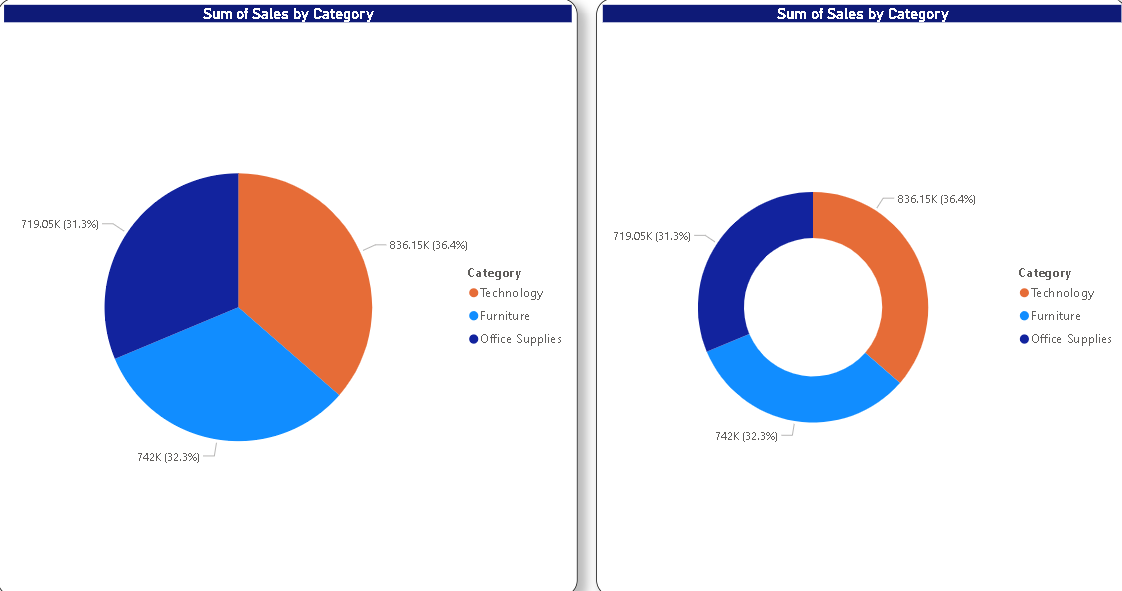 Sum of Sales by Category
719.05K (31.3%)
836.15K (36.4%)
742K (32.3%)
Category
Technology
Furniture
Office Supplies
Sum of Sales by Category
836.15K (36.4%)
719.05K (31.3%)
742K (32.3%)
Category
Technology
Furniture
Office Supplies